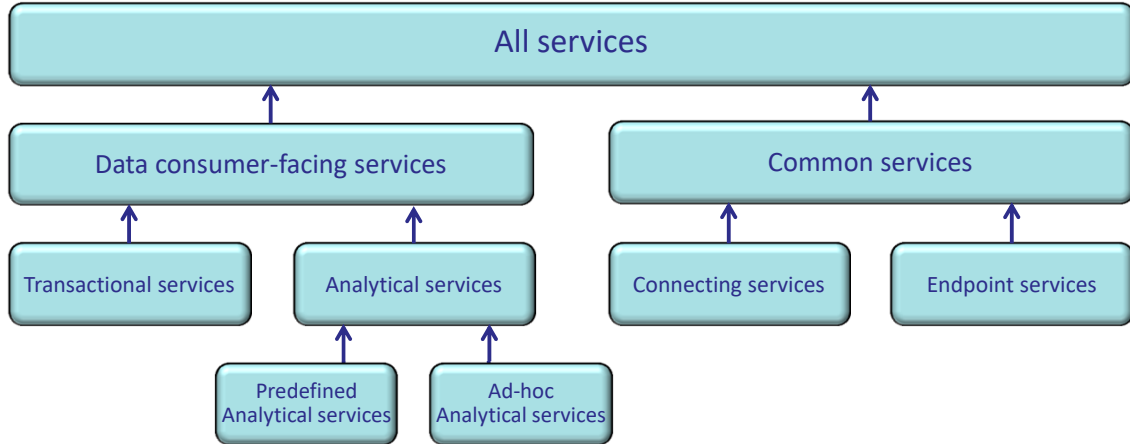 All services
Data consumer-facing services
Common services
Transactional services
Analytical services
Connecting services
Endpoint services
Predefined
Analytical services
Ad-hoc
Analytical services